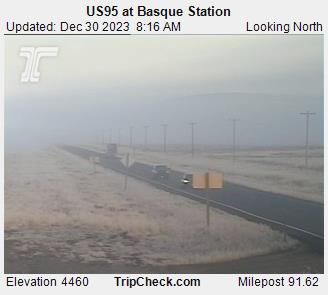 US95 at Basque Station
Updated: Dec 30 2023 8:16 AM Looking North
Elevation 4460 TripCheck.com Milepost 91.62